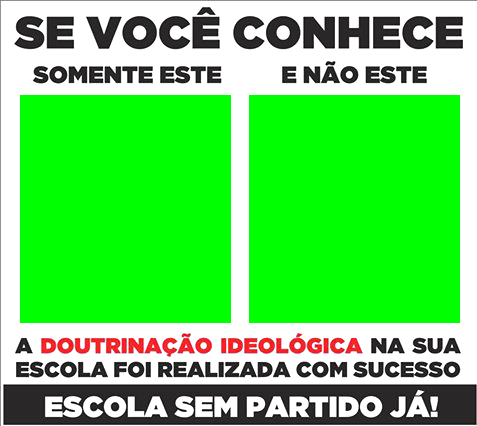 SE VOCÊ CONHECE
SOMENTE ESTE E NÃO ESTE
A DOUTRINAÇÃO IDEOLÓGICA NA SUA
ESCOLA FOI REALIZADA COM SUCESSO
ESCOLA SEM PARTIDO JÁ!